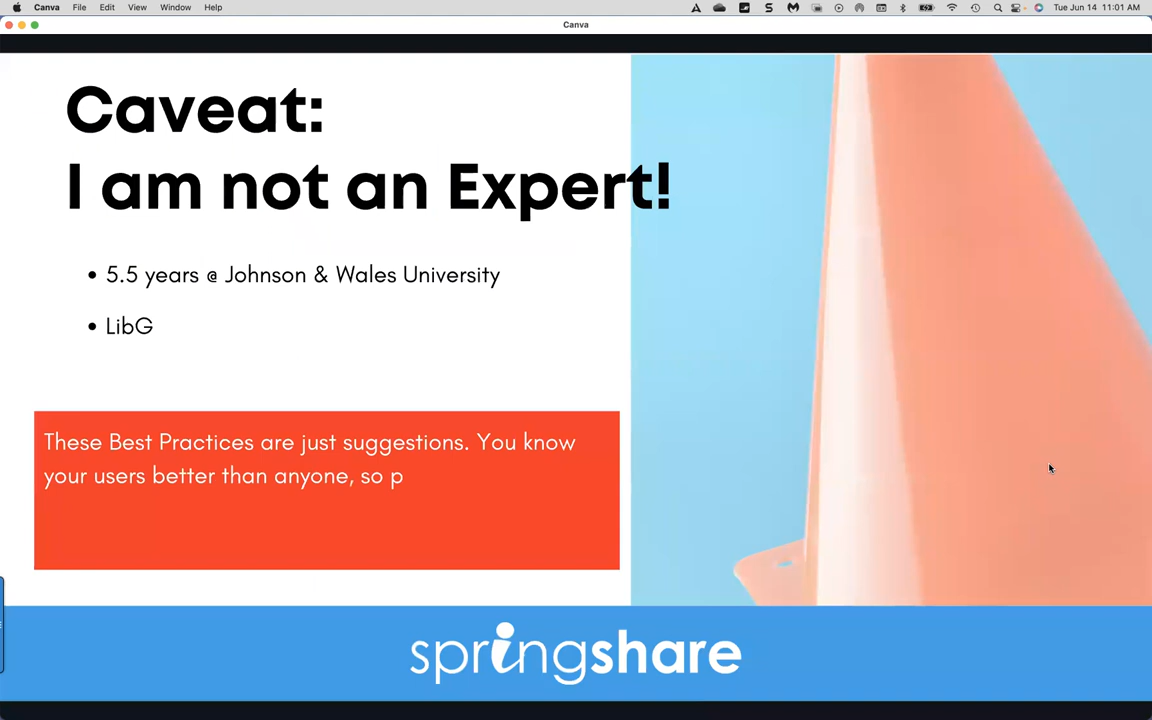 Canva File Edit View Window Help
Tue Jun 14 11:01 AM
Canva
Caveat:
I am not an Expert!
• 5.5 years @ Johnson & Wales University
• LibG
These Best Practices are just suggestions. You know
your users better than anyone, so p
springshare